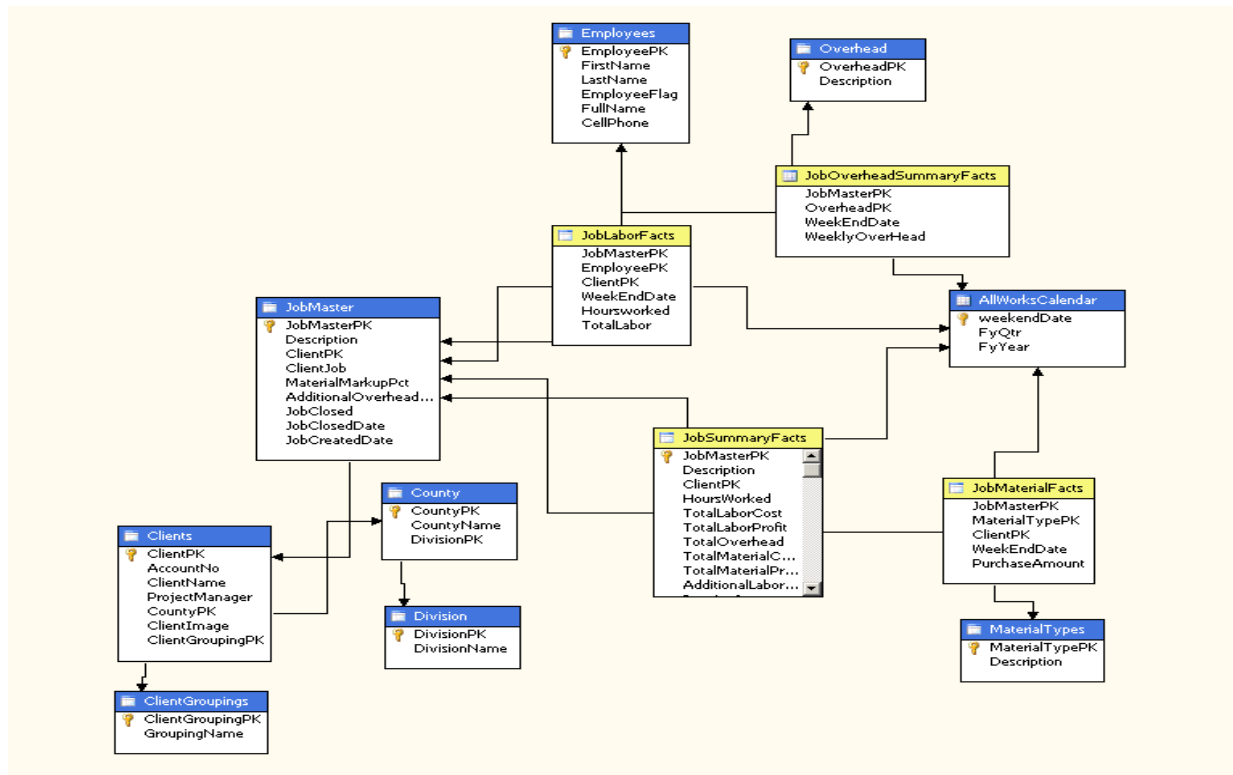 Employees
EmployeePK
FirstName
LastName
EmployeeFlag
FullName
CellPhone
Overhead
OverheadPK
Description
JobOverheadSummaryFacts
JobMasterPK
OverheadPK
WeekEndDate
WeeklyOverHead
JobLaborFacts
JobMasterPK
EmployeePK
ClientPK
WeekEndDate
Hoursworked
TotalLabor
AllWorksCalendar
weekendDate
FyQtr
FyYear
JobMaster
JobMasterPK
Description
ClientPK
ClientJob
MaterialMarkupPct
AdditionalOverhead...
JobClosed
JobClosedDate
JobCreatedDate
JobSummaryFacts
JobMasterPK
Description
ClientPK
HoursWorked
TotalLaborCost
TotalLaborProfit
TotalOverhead
TotalMaterialC...
TotalMaterialPr...
AdditionalLabor...
JobMaterialFacts
JobMasterPK
MaterialTypePK
ClientPK
WeekEndDate
PurchaseAmount
County
CountyPK
CountyName
DivisionPK
Clients
ClientPK
AccountNo
ClientName
ProjectManager
CountyPK
ClientImage
ClientGroupingPK
Division
DivisionPK
DivisionName
MaterialTypes
MaterialTypePK
Description
ClientGroupings
ClientGroupingPK
GroupingName